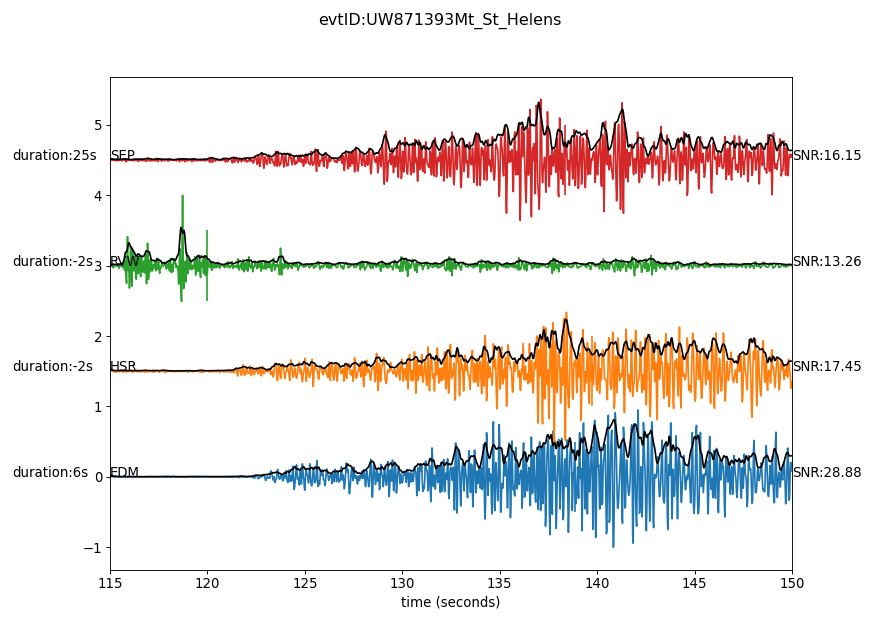 evtID:UW871393Mt_St_Helens
5
duration:25s SEP SNR:16.15
4
duration:-2s 3 RVW SNR:13.26
2
duration:-2s HSR SNR:17.45
1
duration:6s 0 EDM SNR:28.88
−1
115 120 125 130 135 140 145 150
time (seconds)